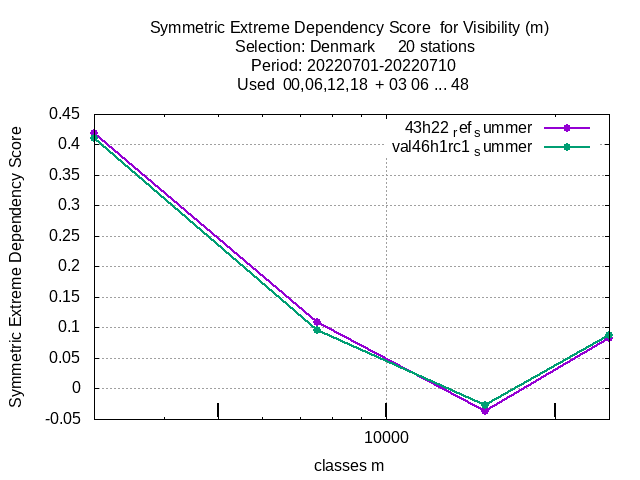 Symmetric Extreme Dependency Score  for Visibility (m)
Selection: Denmark     20 stations
Period: 20220701-20220710
Used  00,06,12,18  + 03 06 ... 48
43h22 ref summer
val46h1rc1 summer
0.45
0.4
0.35
0.3
0.25
0.2
0.15
0.1
0.05
0
-0.05
Symmetric Extreme Dependency Score
10000
classes m